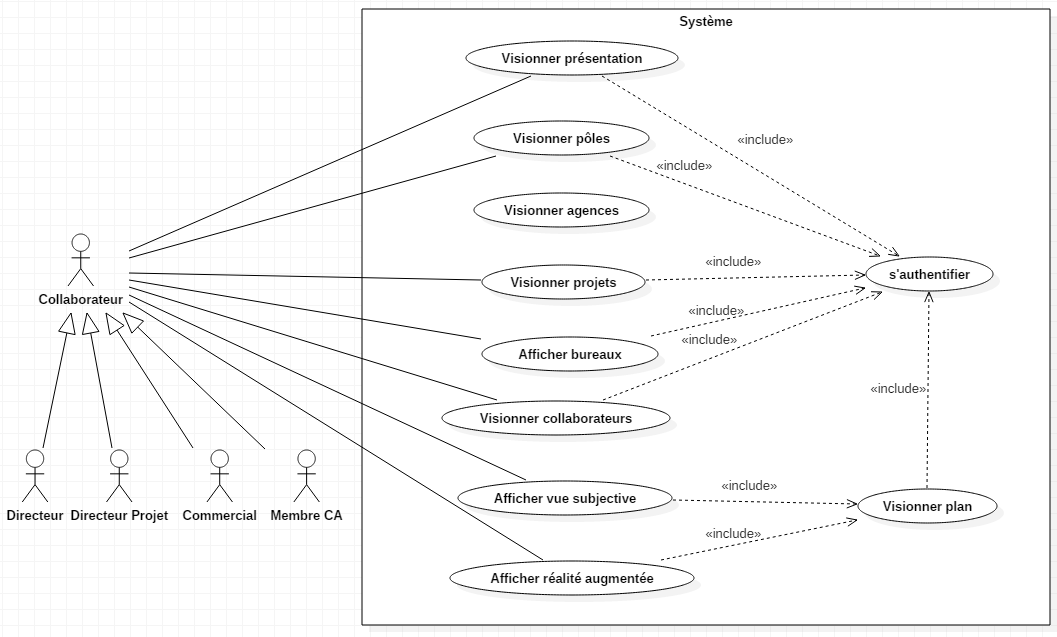 Système
Visionner présentation
«include»
Visionner pôles
«include»
Visionner agences
Collaborateur
«include»
Visionner projets
s'authentifier
«include»
Afficher bureaux
«include»
Visionner collaborateurs
«include»
«include»
Afficher vue subjective
Visionner plan
Directeur
Directeur Projet
Commercial
Membre CA
«include»
Afficher réalité augmentée